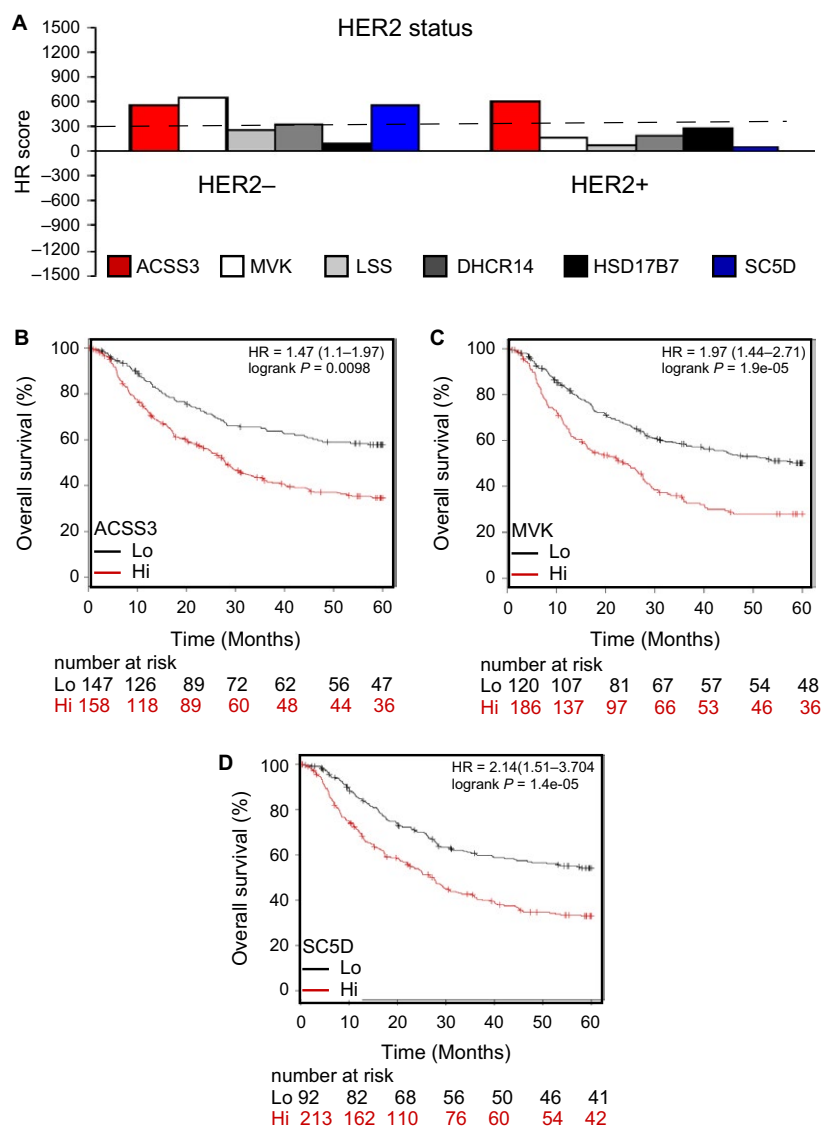 A
HER2 status
HR score
1500
1200
900
600
300
0
–300
–600
–900
–1200
–1500
HER2–
HER2+
ACSS3 MVK LSS DHCR14 HSD17B7 SC5D
B
HR = 1.47 (1.1–1.97)
logrank P = 0.0098
Overall survival (%)
100
80
60
40
20
0
ACSS3
Lo
Hi
0 10 20 30 40 50 60
Time (Months)
number at risk
Lo 147 126 89 72 62 56 47
Hi 158 118 89 60 48 44 36
C
HR = 1.97 (1.44–2.71)
logrank P = 1.9e-05
Overall survival (%)
100
80
60
40
20
0
MVK
Lo
Hi
0 10 20 30 40 50 60
Time (Months)
number at risk
Lo 120 107 81 67 57 54 48
Hi 186 137 97 66 53 46 36
D
HR = 2.14(1.51–3.704
logrank P = 1.4e-05
Overall survival (%)
100
80
60
40
20
0
SC5D
Lo
Hi
0 10 20 30 40 50 60
Time (Months)
number at risk
Lo 92 82 68 56 50 46 41
Hi 213 162 110 76 60 54 42